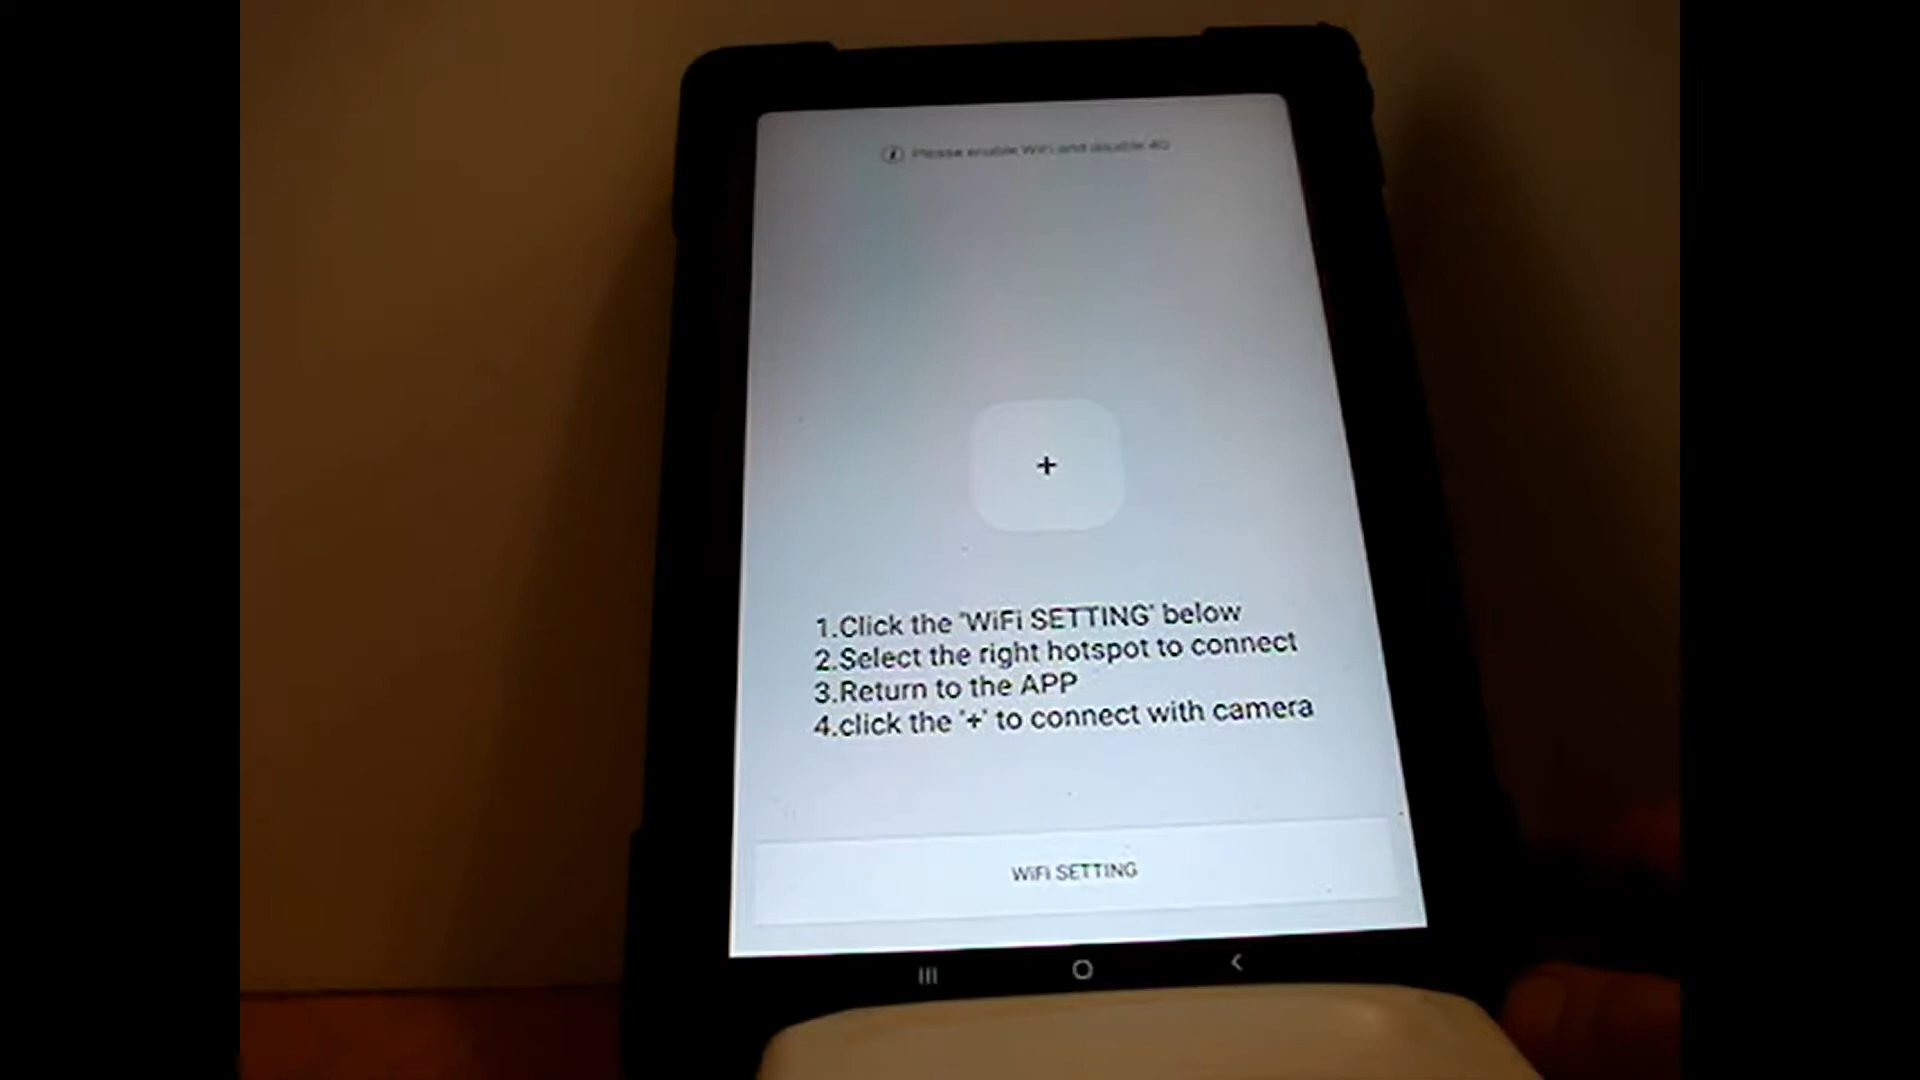 Please enable WiFi and disable 4G
+
1.Click the "WiFi SETTING" below
2.Select the right hotspot to connect
3.Return to the APP
4.click the "+" to connect with camera
WiFi SETTING